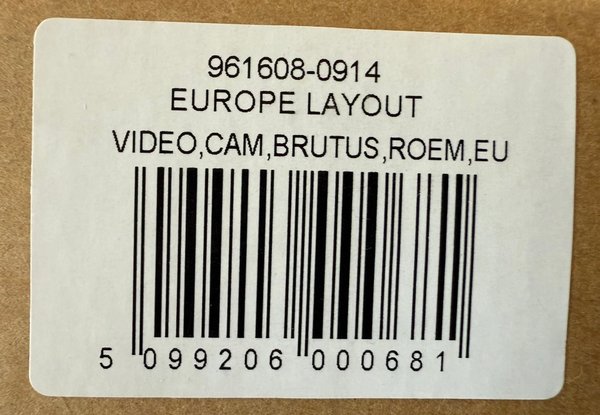 961608-0914
EUROPE LAYOUT
VIDEO,CAM,BRUTUS,ROEM,EU
5 099206 000681